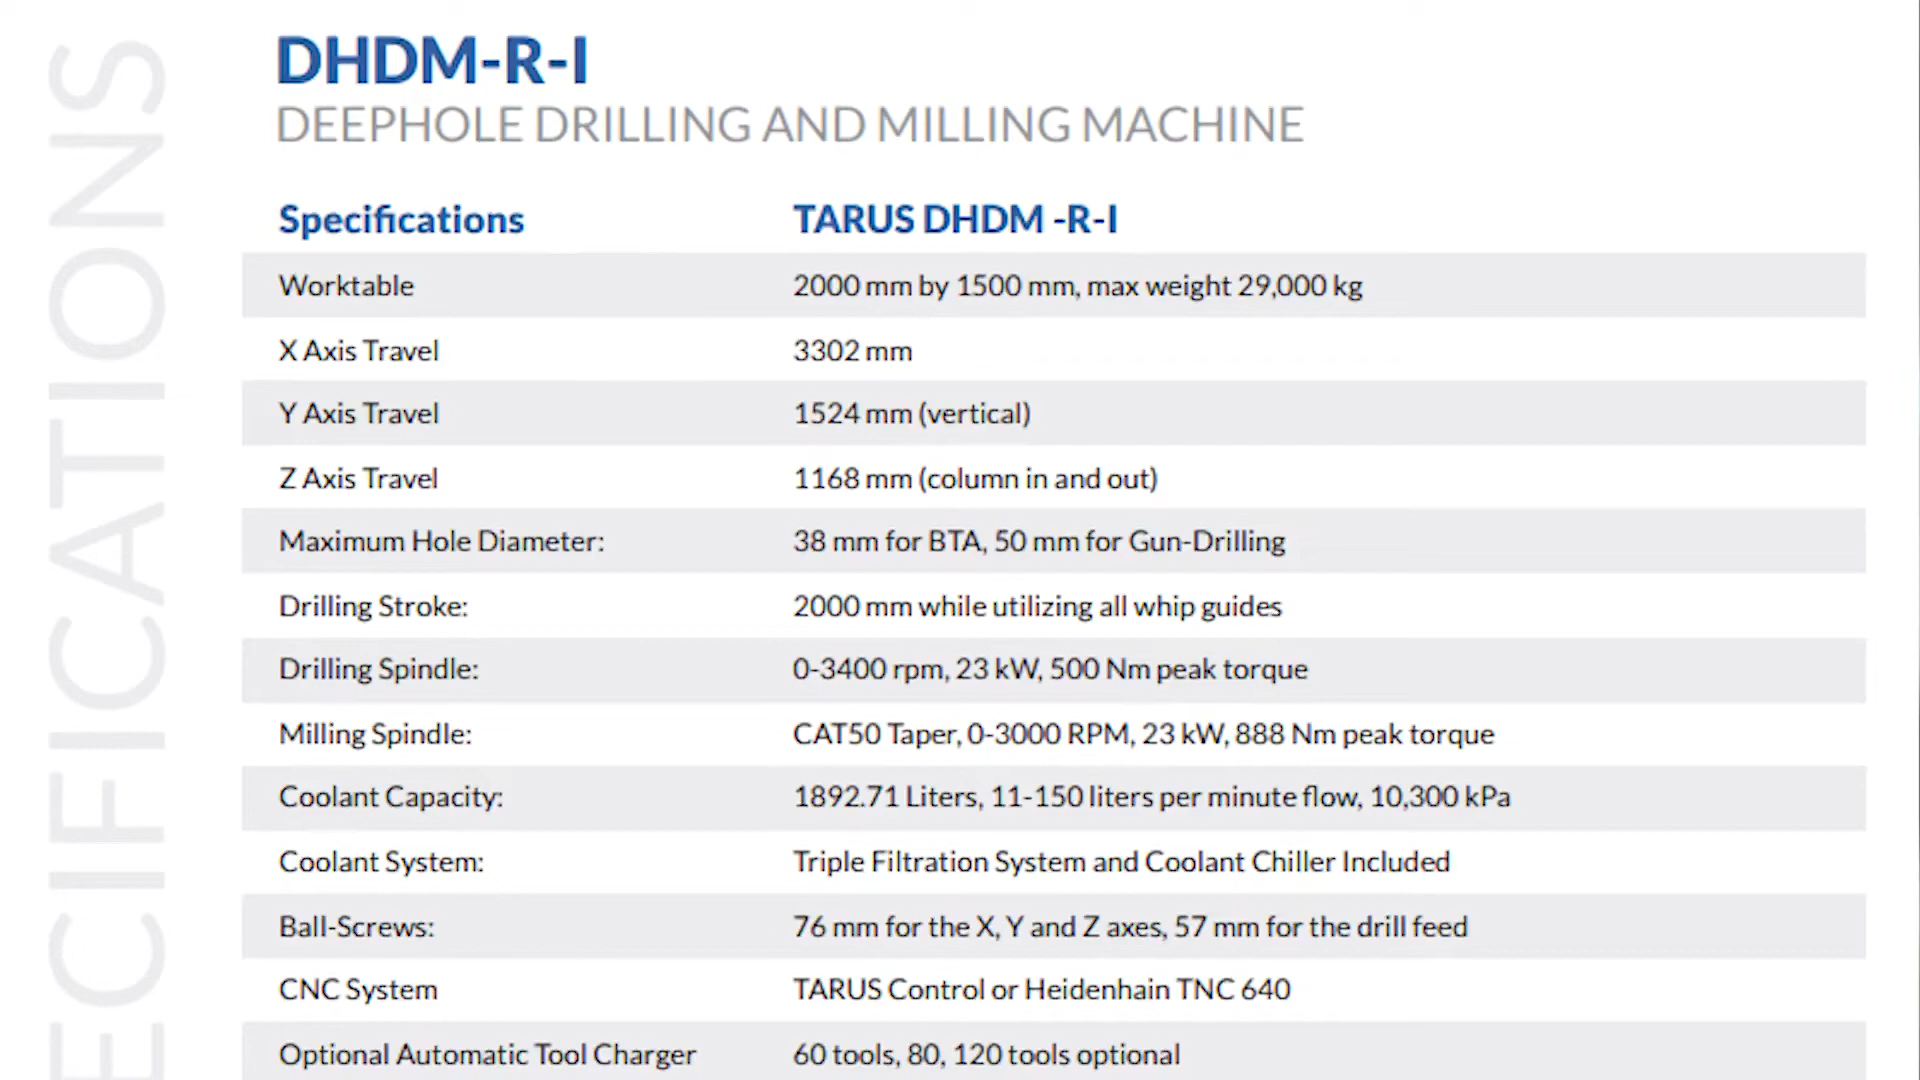 DHDM-R-I
DEEPHOLE DRILLING AND MILLING MACHINE
Specifications TARUS DHDM -R-I
Worktable 2000 mm by 1500 mm, max weight 29,000 kg
X Axis Travel 3302 mm
Y Axis Travel 1524 mm (vertical)
Z Axis Travel 1168 mm (column in and out)
Maximum Hole Diameter: 38 mm for BTA, 50 mm for Gun-Drilling
Drilling Stroke: 2000 mm while utilizing all whip guides
Drilling Spindle: 0-3400 rpm, 23 kW, 500 Nm peak torque
Milling Spindle: CAT50 Taper, 0-3000 RPM, 23 kW, 888 Nm peak torque
Coolant Capacity: 1892.71 Liters, 11-150 liters per minute flow, 10,300 kPa
Coolant System: Triple Filtration System and Coolant Chiller Included
Ball-Screws: 76 mm for the X, Y and Z axes, 57 mm for the drill feed
CNC System TARUS Control or Heidenhain TNC 640
Optional Automatic Tool Charger 60 tools, 80, 120 tools optional
ECIFICATIONS